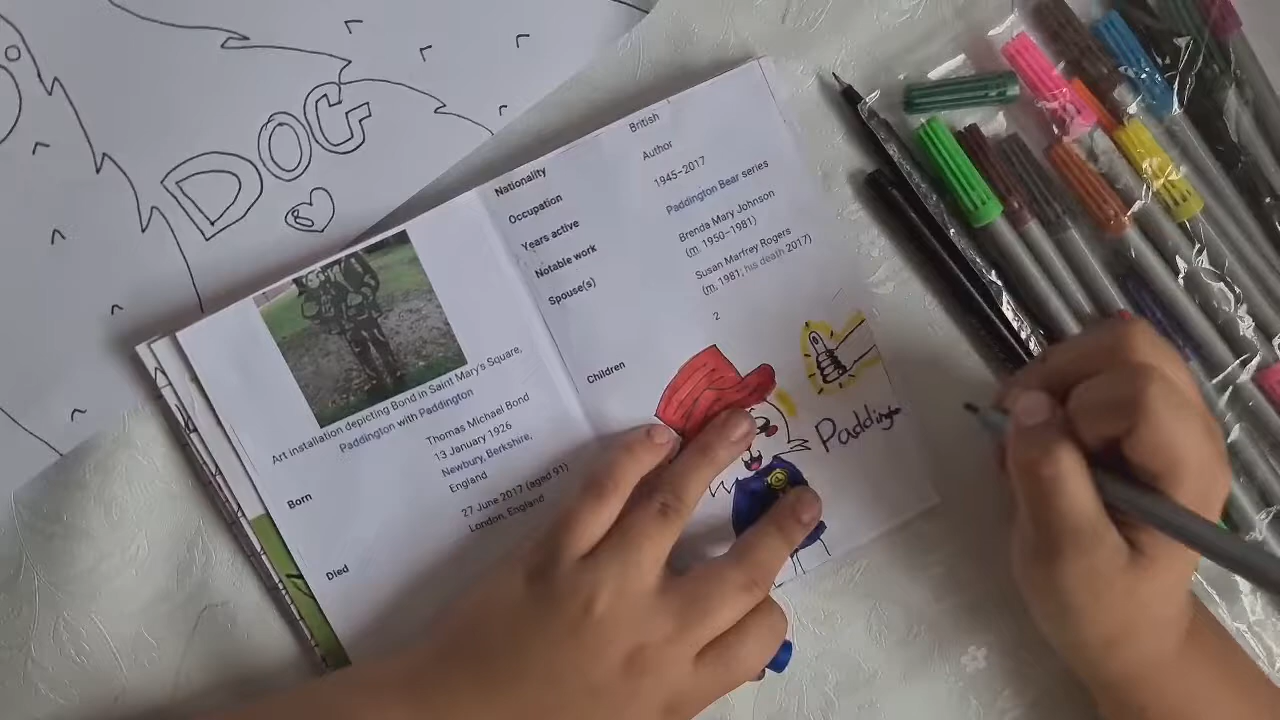 DOG
Art installation depicting Bond in Saint Mary's Square,
Paddington with Paddington
Born
Thomas Michael Bond
13 January 1926
Newbury, Berkshire,
England
Died
27 June 2017 (aged 91)
London, England
Nationality
British
Occupation
Author
Years active
1945–2017
Notable work
Paddington Bear series
Spouse(s)
Brenda Mary Johnson
(m. 1950–1981)
Susan Marfrey Rogers
(m. 1981; his death 2017)
Children
2
Paddington